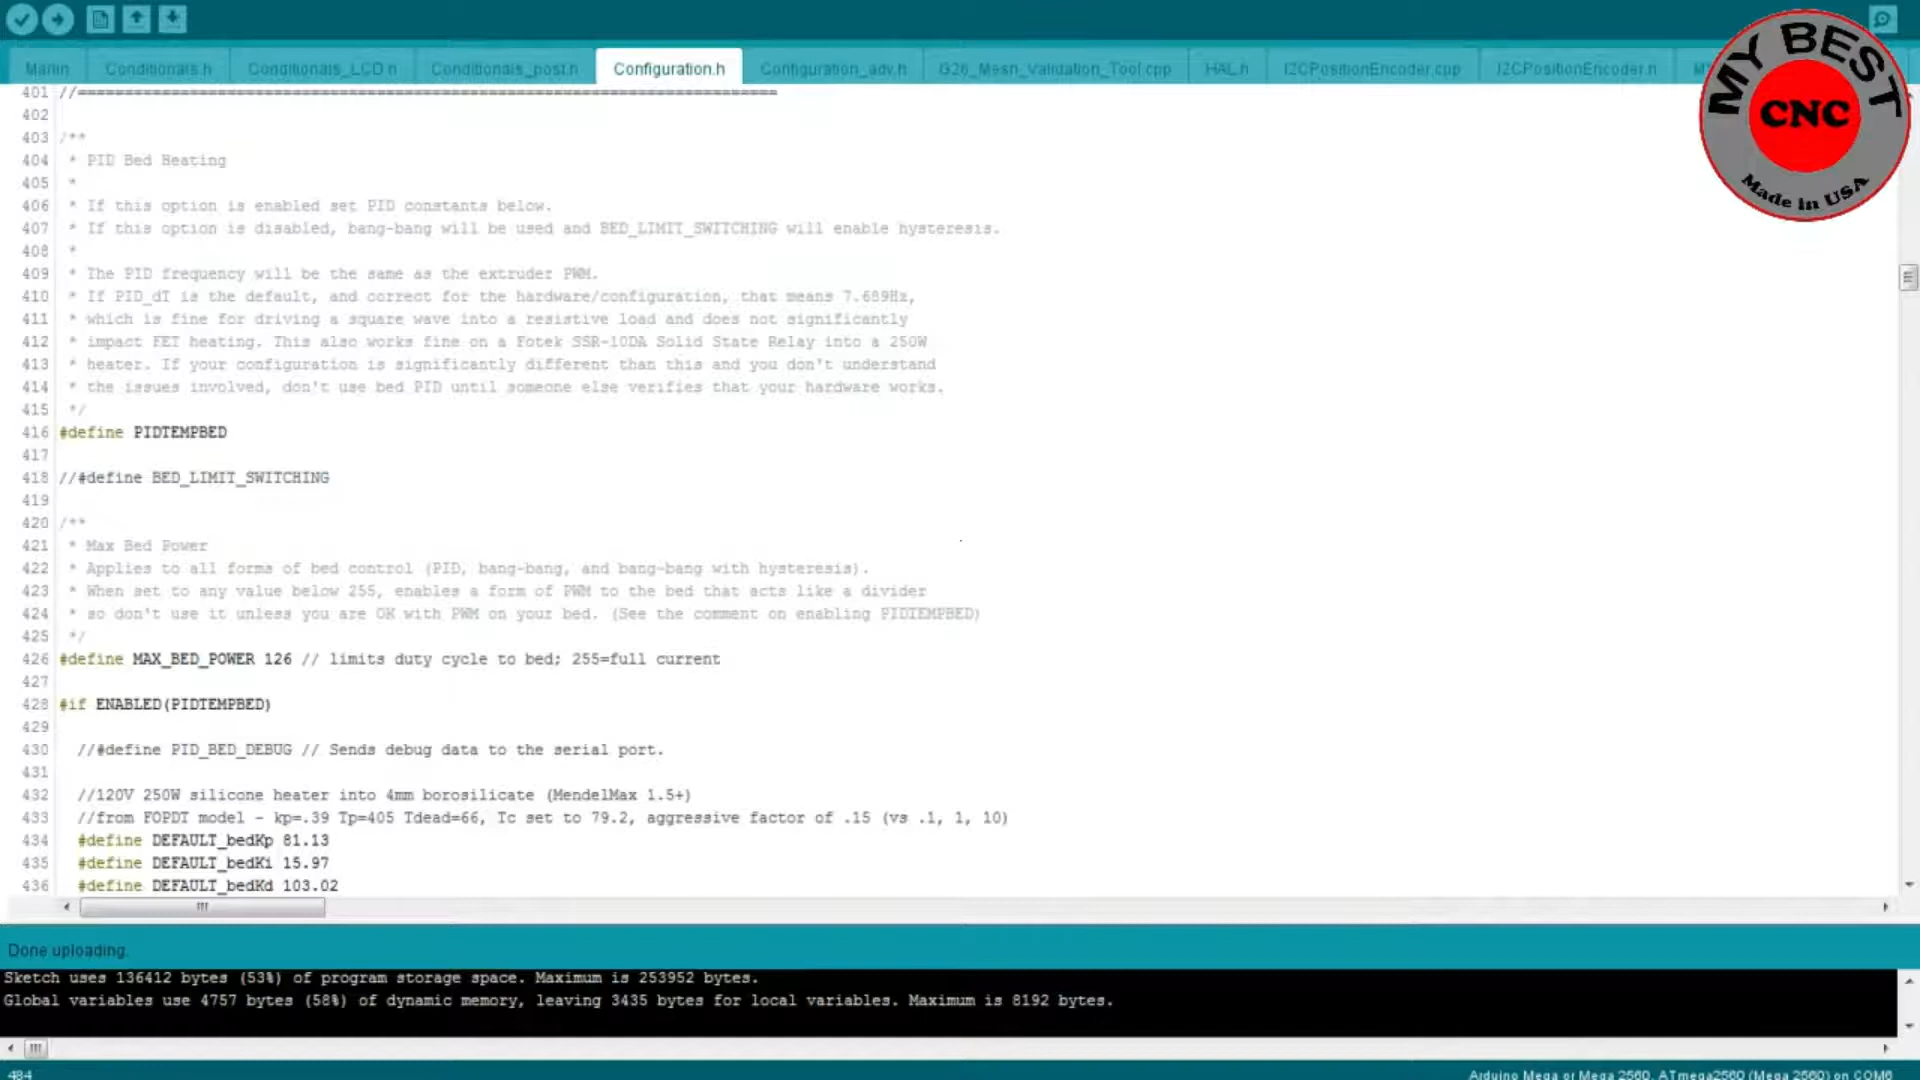 Marlin Conditionals.h Conditionals_LCD.h Conditionals_post.h Configuration.h Configuration_adv.h G26_Mesh_Validation_Tool.cpp HAL.h I2CPositionEncoder.cpp I2CPositionEncoder.h
MY BEST
CNC
Made in USA
401 //===========================================================================
402
403 /**
404 * PID Bed Heating
405 *
406 * If this option is enabled set PID constants below.
407 * If this option is disabled, bang-bang will be used and BED_LIMIT_SWITCHING will enable hysteresis.
408 *
409 * The PID frequency will be the same as the extruder PWM.
410 * If PID_dT is the default, and correct for the hardware/configuration, that means 7.689Hz,
411 * which is fine for driving a square wave into a resistive load and does not significantly
412 * impact FET heating. This also works fine on a Fotek SSR-10DA Solid State Relay into a 250W
413 * heater. If your configuration is significantly different than this and you don't understand
414 * the issues involved, don't use bed PID until someone else verifies that your hardware works.
415 */
416 #define PIDTEMPBED
417
418 //#define BED_LIMIT_SWITCHING
419
420 /**
421 * Max Bed Power
422 * Applies to all forms of bed control (PID, bang-bang, and bang-bang with hysteresis).
423 * When set to any value below 255, enables a form of PWM to the bed that acts like a divider
424 * so don't use it unless you are OK with PWM on your bed. (See the comment on enabling PIDTEMPBED)
425 */
426 #define MAX_BED_POWER 126 // limits duty cycle to bed; 255=full current
427
428 #if ENABLED(PIDTEMPBED)
429
430 //#define PID_BED_DEBUG // Sends debug data to the serial port.
431
432 //120V 250W silicone heater into 4mm borosilicate (MendelMax 1.5+)
433 //from FOPDT model - kp=.39 Tp=405 Tdead=66, Tc set to 79.2, aggressive factor of .15 (vs .1, 1, 10)
434 #define DEFAULT_bedKp 81.13
435 #define DEFAULT_bedKi 15.97
436 #define DEFAULT_bedKd 103.02
Done uploading.
Sketch uses 136412 bytes (53%) of program storage space. Maximum is 253952 bytes.
Global variables use 4757 bytes (58%) of dynamic memory, leaving 3435 bytes for local variables. Maximum is 8192 bytes.
484
Arduino Mega or Mega 2560, ATmega2560 (Mega 2560) on COM6